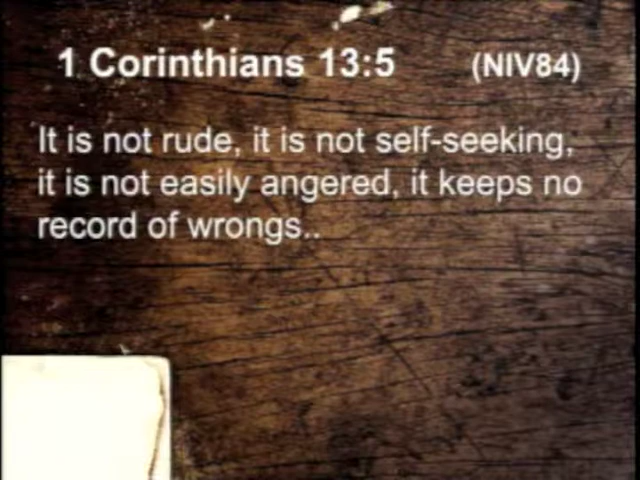 1 Corinthians 13:5 (NIV84)
It is not rude, it is not self-seeking,
it is not easily angered, it keeps no
record of wrongs..